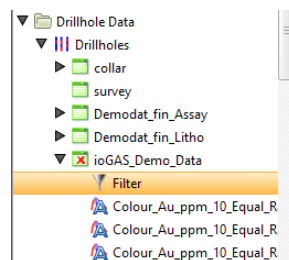 Drillhole Data
Drillholes
collar
survey
Demodat_fin_Assay
Demodat_fin_Litho
ioGAS_Demo_Data
Filter
Colour_Au_ppm_10_Equal_R
Colour_Au_ppm_10_Equal_R
Colour_Au_ppm_10_Equal_R